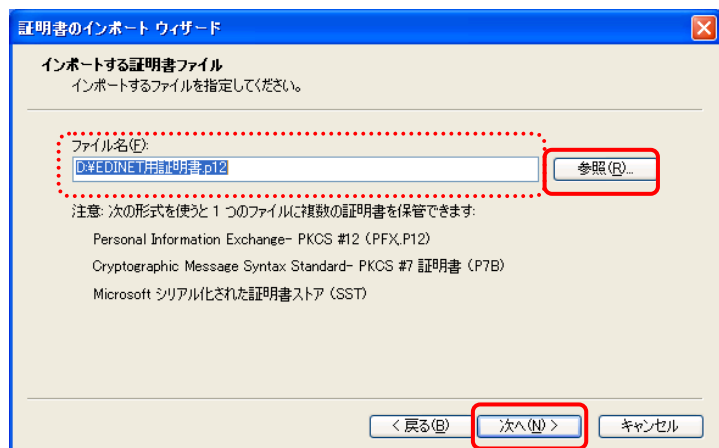 証明書のインポート ウィザード
インポートする証明書ファイル
インポートするファイルを指定してください。
ファイル名(F):
D:¥EDINET用証明書.p12
参照(R)...
注意: 次の形式を使うと 1 つのファイルに複数の証明書を保管できます:
Personal Information Exchange- PKCS #12 (PFX,.P12)
Cryptographic Message Syntax Standard- PKCS #7 証明書 (P7B)
Microsoft シリアル化された証明書ストア (SST)
< 戻る(B)
次へ(N) >
キャンセル